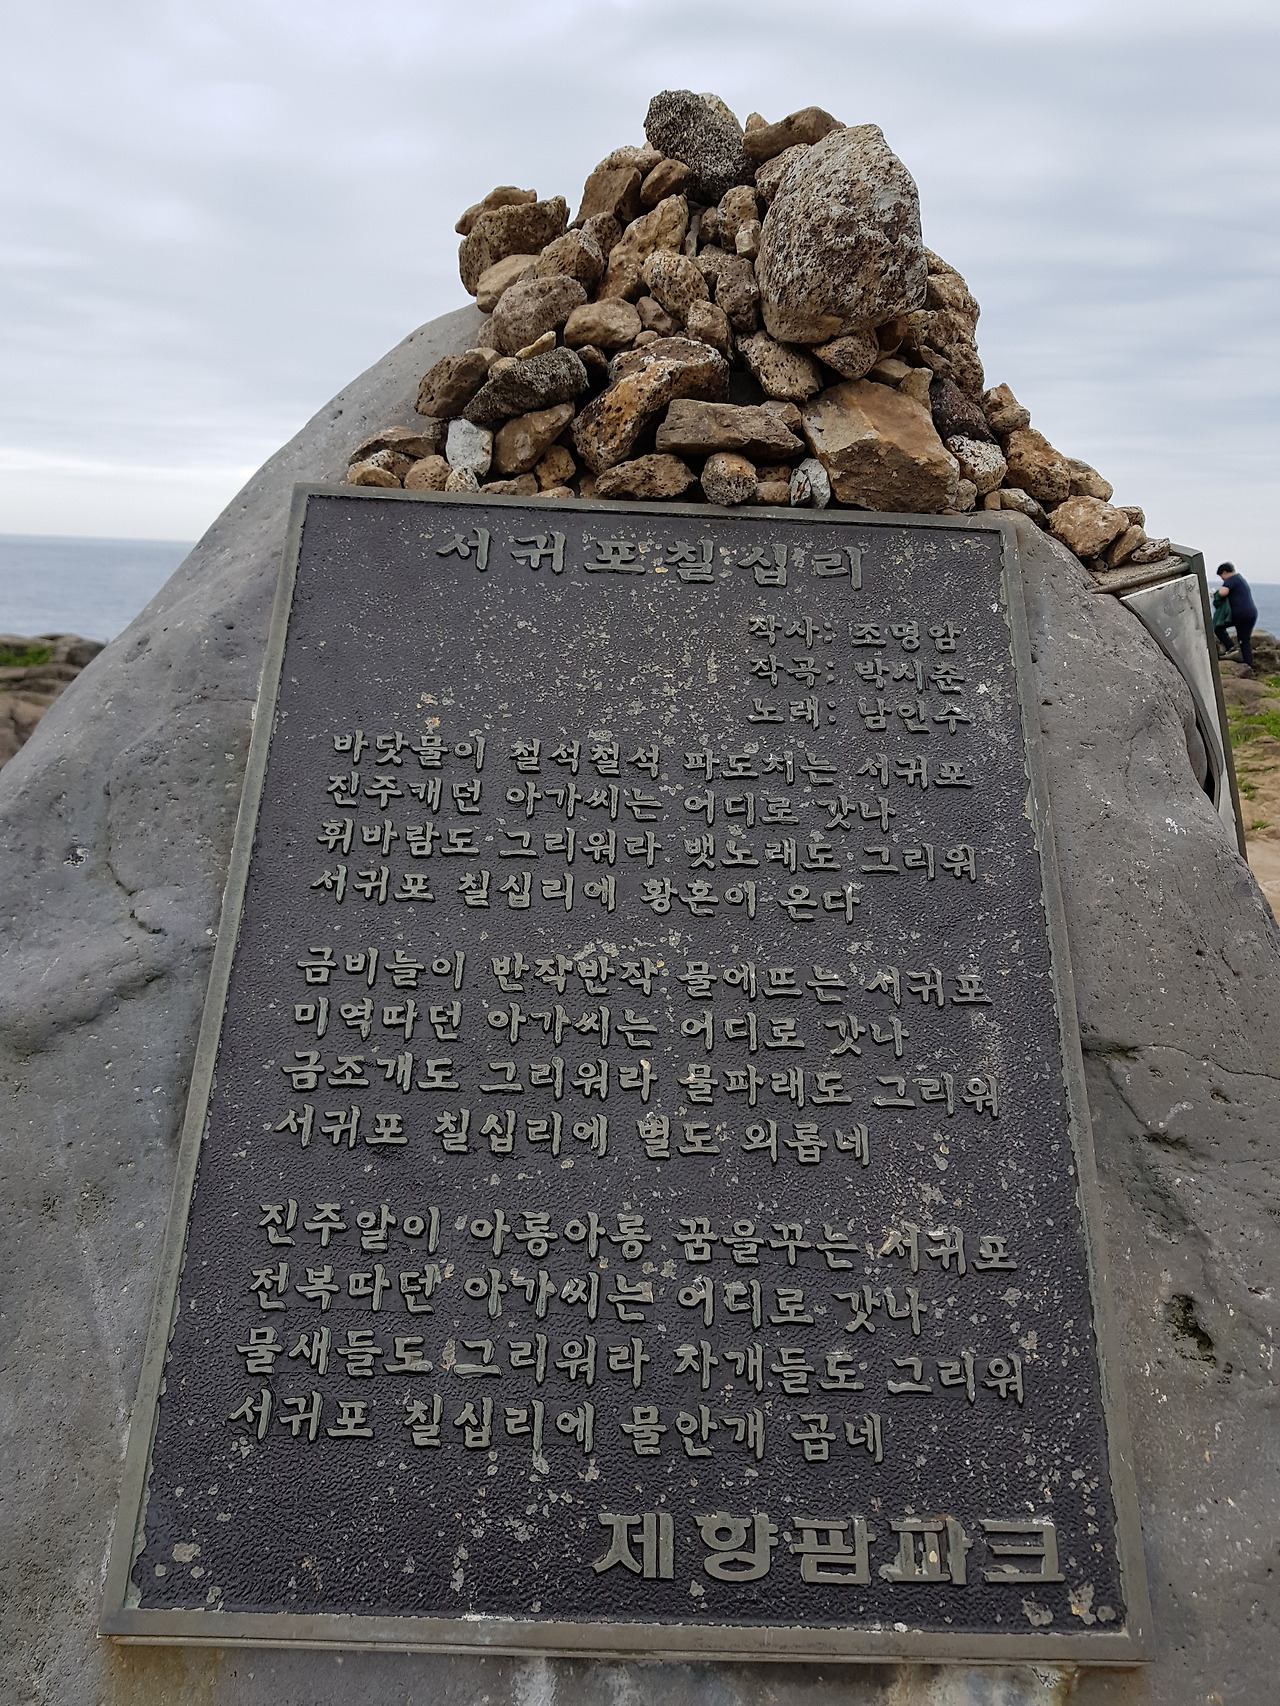 서귀포칠십리
작사: 조명암
작곡: 박시춘
노래: 남인수
바닷물이 철석철석 파도치는 서귀포
진주캐던 아가씨는 어디로 갓나
휘바람도 그리워라 뱃노래도 그리워
서귀포 칠십리에 황혼이 온다
금비늘이 반작반작 물에뜨는 서귀포
미역따던 아가씨는 어디로 갓나
금조개도 그리워라 물파래도 그리워
서귀포 칠십리에 별도 외롭네
진주알이 아롱아롱 꿈을꾸는 서귀포
전복따던 아가씨는 어디로 갓나
물새들도 그리워라 자개들도 그리워
서귀포 칠십리에 물안개 곱네
제항팜파크